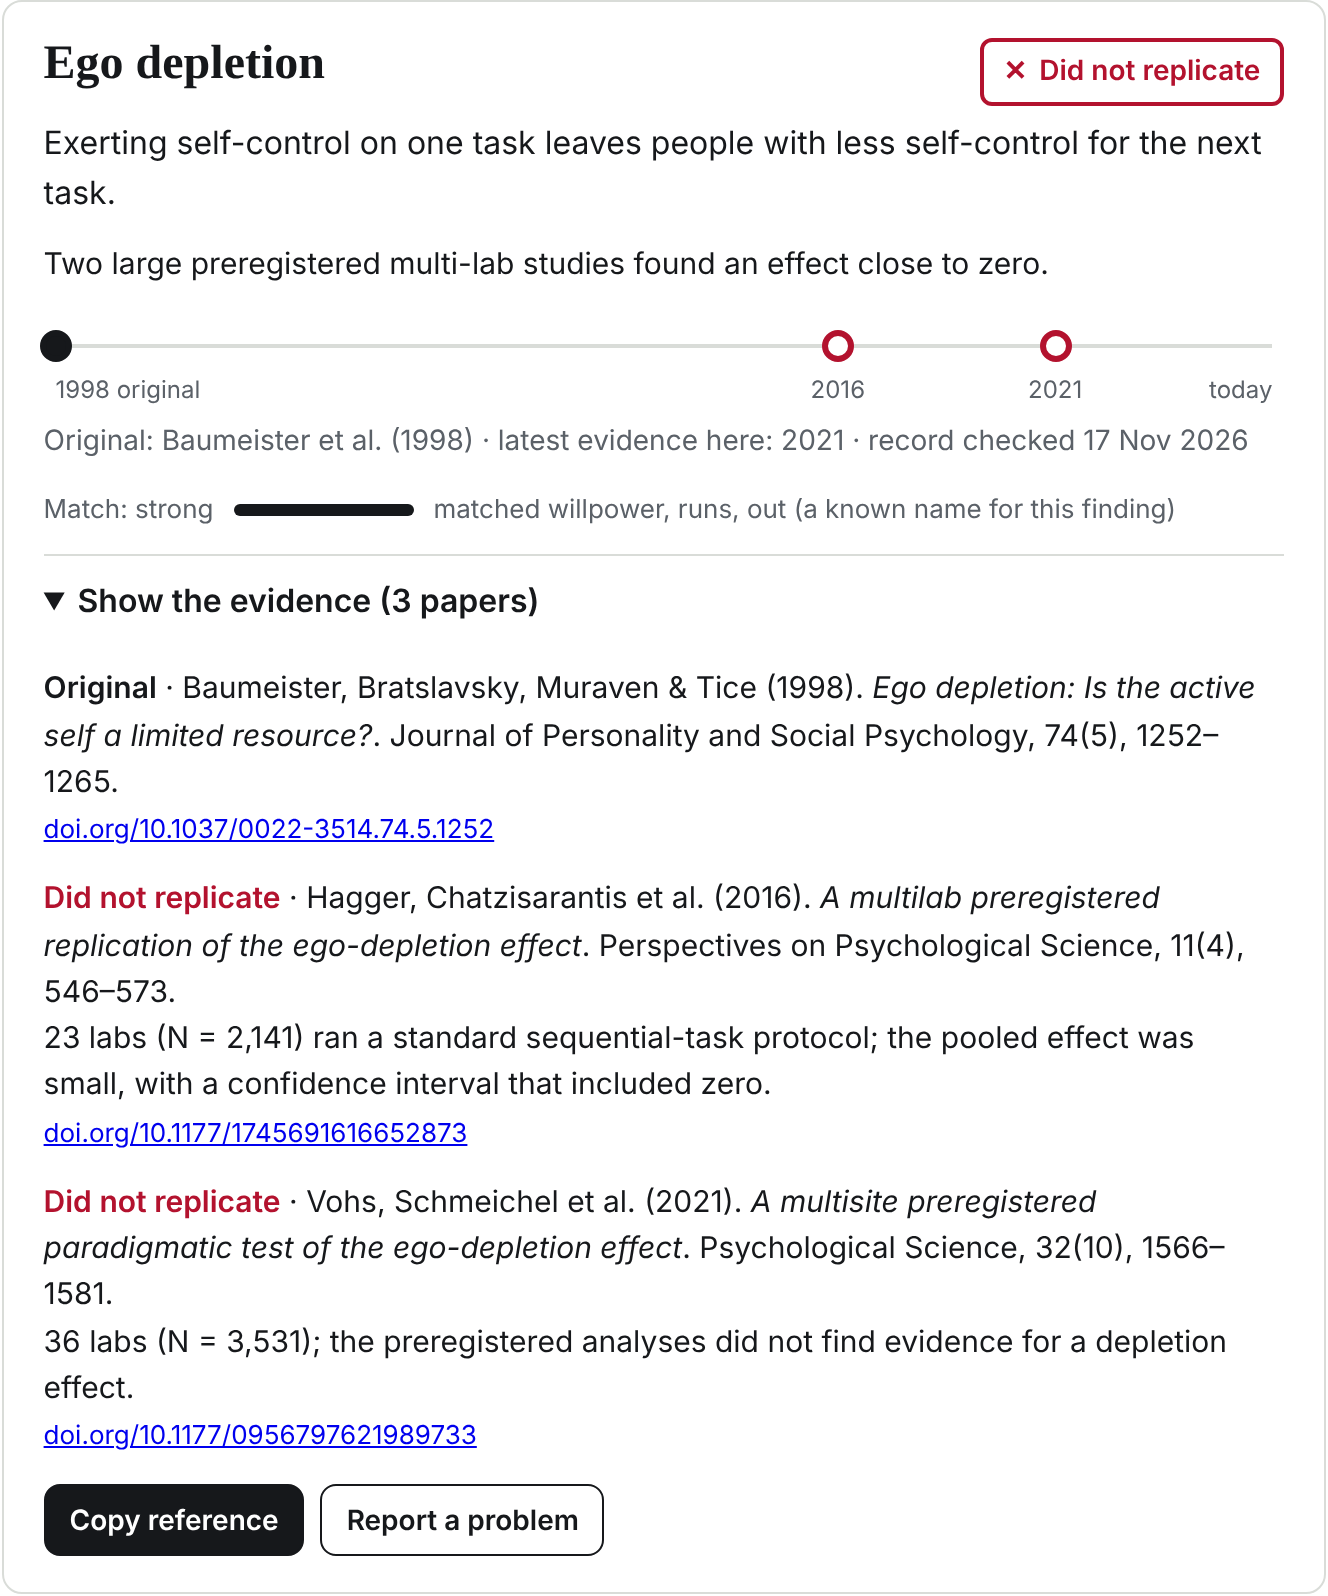 Ego depletion
✕ Did not replicate
Exerting self-control on one task leaves people with less self-control for the next
task.
Two large preregistered multi-lab studies found an effect close to zero.
1998 original
2016
2021
today
Original: Baumeister et al. (1998) · latest evidence here: 2021 · record checked 17 Nov 2026
Match: strong
matched willpower, runs, out (a known name for this finding)
▼ Show the evidence (3 papers)
Original · Baumeister, Bratslavsky, Muraven & Tice (1998). Ego depletion: Is the active
self a limited resource?. Journal of Personality and Social Psychology, 74(5), 1252–
1265.
doi.org/10.1037/0022-3514.74.5.1252
Did not replicate · Hagger, Chatzisarantis et al. (2016). A multilab preregistered
replication of the ego-depletion effect. Perspectives on Psychological Science, 11(4),
546–573.
23 labs (N = 2,141) ran a standard sequential-task protocol; the pooled effect was
small, with a confidence interval that included zero.
doi.org/10.1177/1745691616652873
Did not replicate · Vohs, Schmeichel et al. (2021). A multisite preregistered
paradigmatic test of the ego-depletion effect. Psychological Science, 32(10), 1566–
1581.
36 labs (N = 3,531); the preregistered analyses did not find evidence for a depletion
effect.
doi.org/10.1177/0956797621989733
Copy reference
Report a problem